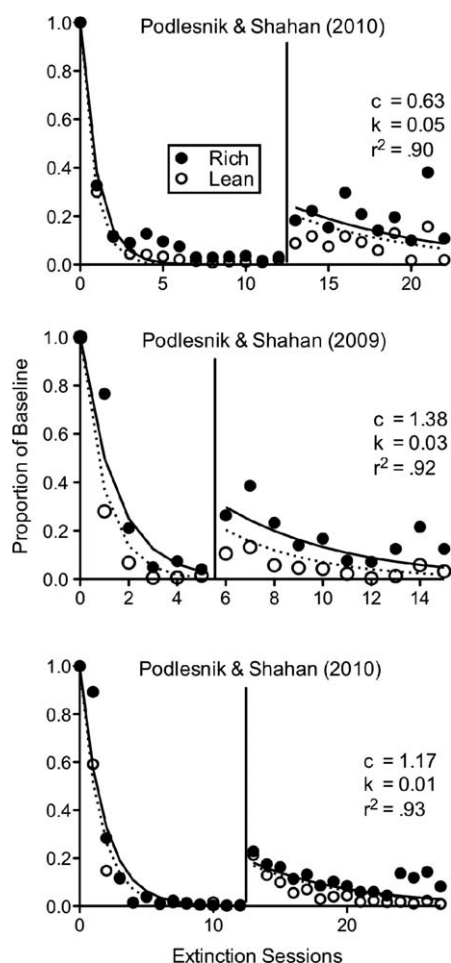 Podlesnik & Shahan (2010)
1.0
0.8
0.6
0.4
0.2
0.0
Rich
Lean
c = 0.63
k = 0.05
r² = .90
0 5 10 15 20
Podlesnik & Shahan (2009)
1.0
0.8
0.6
0.4
0.2
0.0
Proportion of Baseline
c = 1.38
k = 0.03
r² = .92
0 2 4 6 8 10 12 14
Podlesnik & Shahan (2010)
1.0
0.8
0.6
0.4
0.2
0.0
c = 1.17
k = 0.01
r² = .93
0 10 20
Extinction Sessions